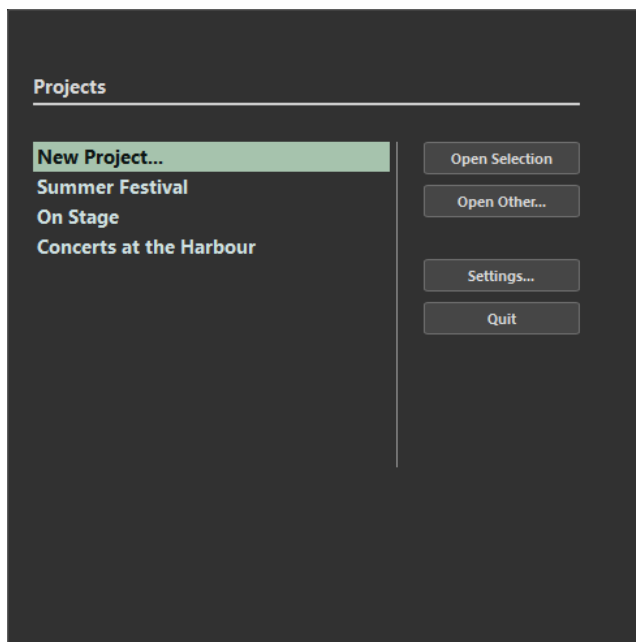 Projects
New Project...
Summer Festival
On Stage
Concerts at the Harbour
Open Selection
Open Other...
Settings...
Quit